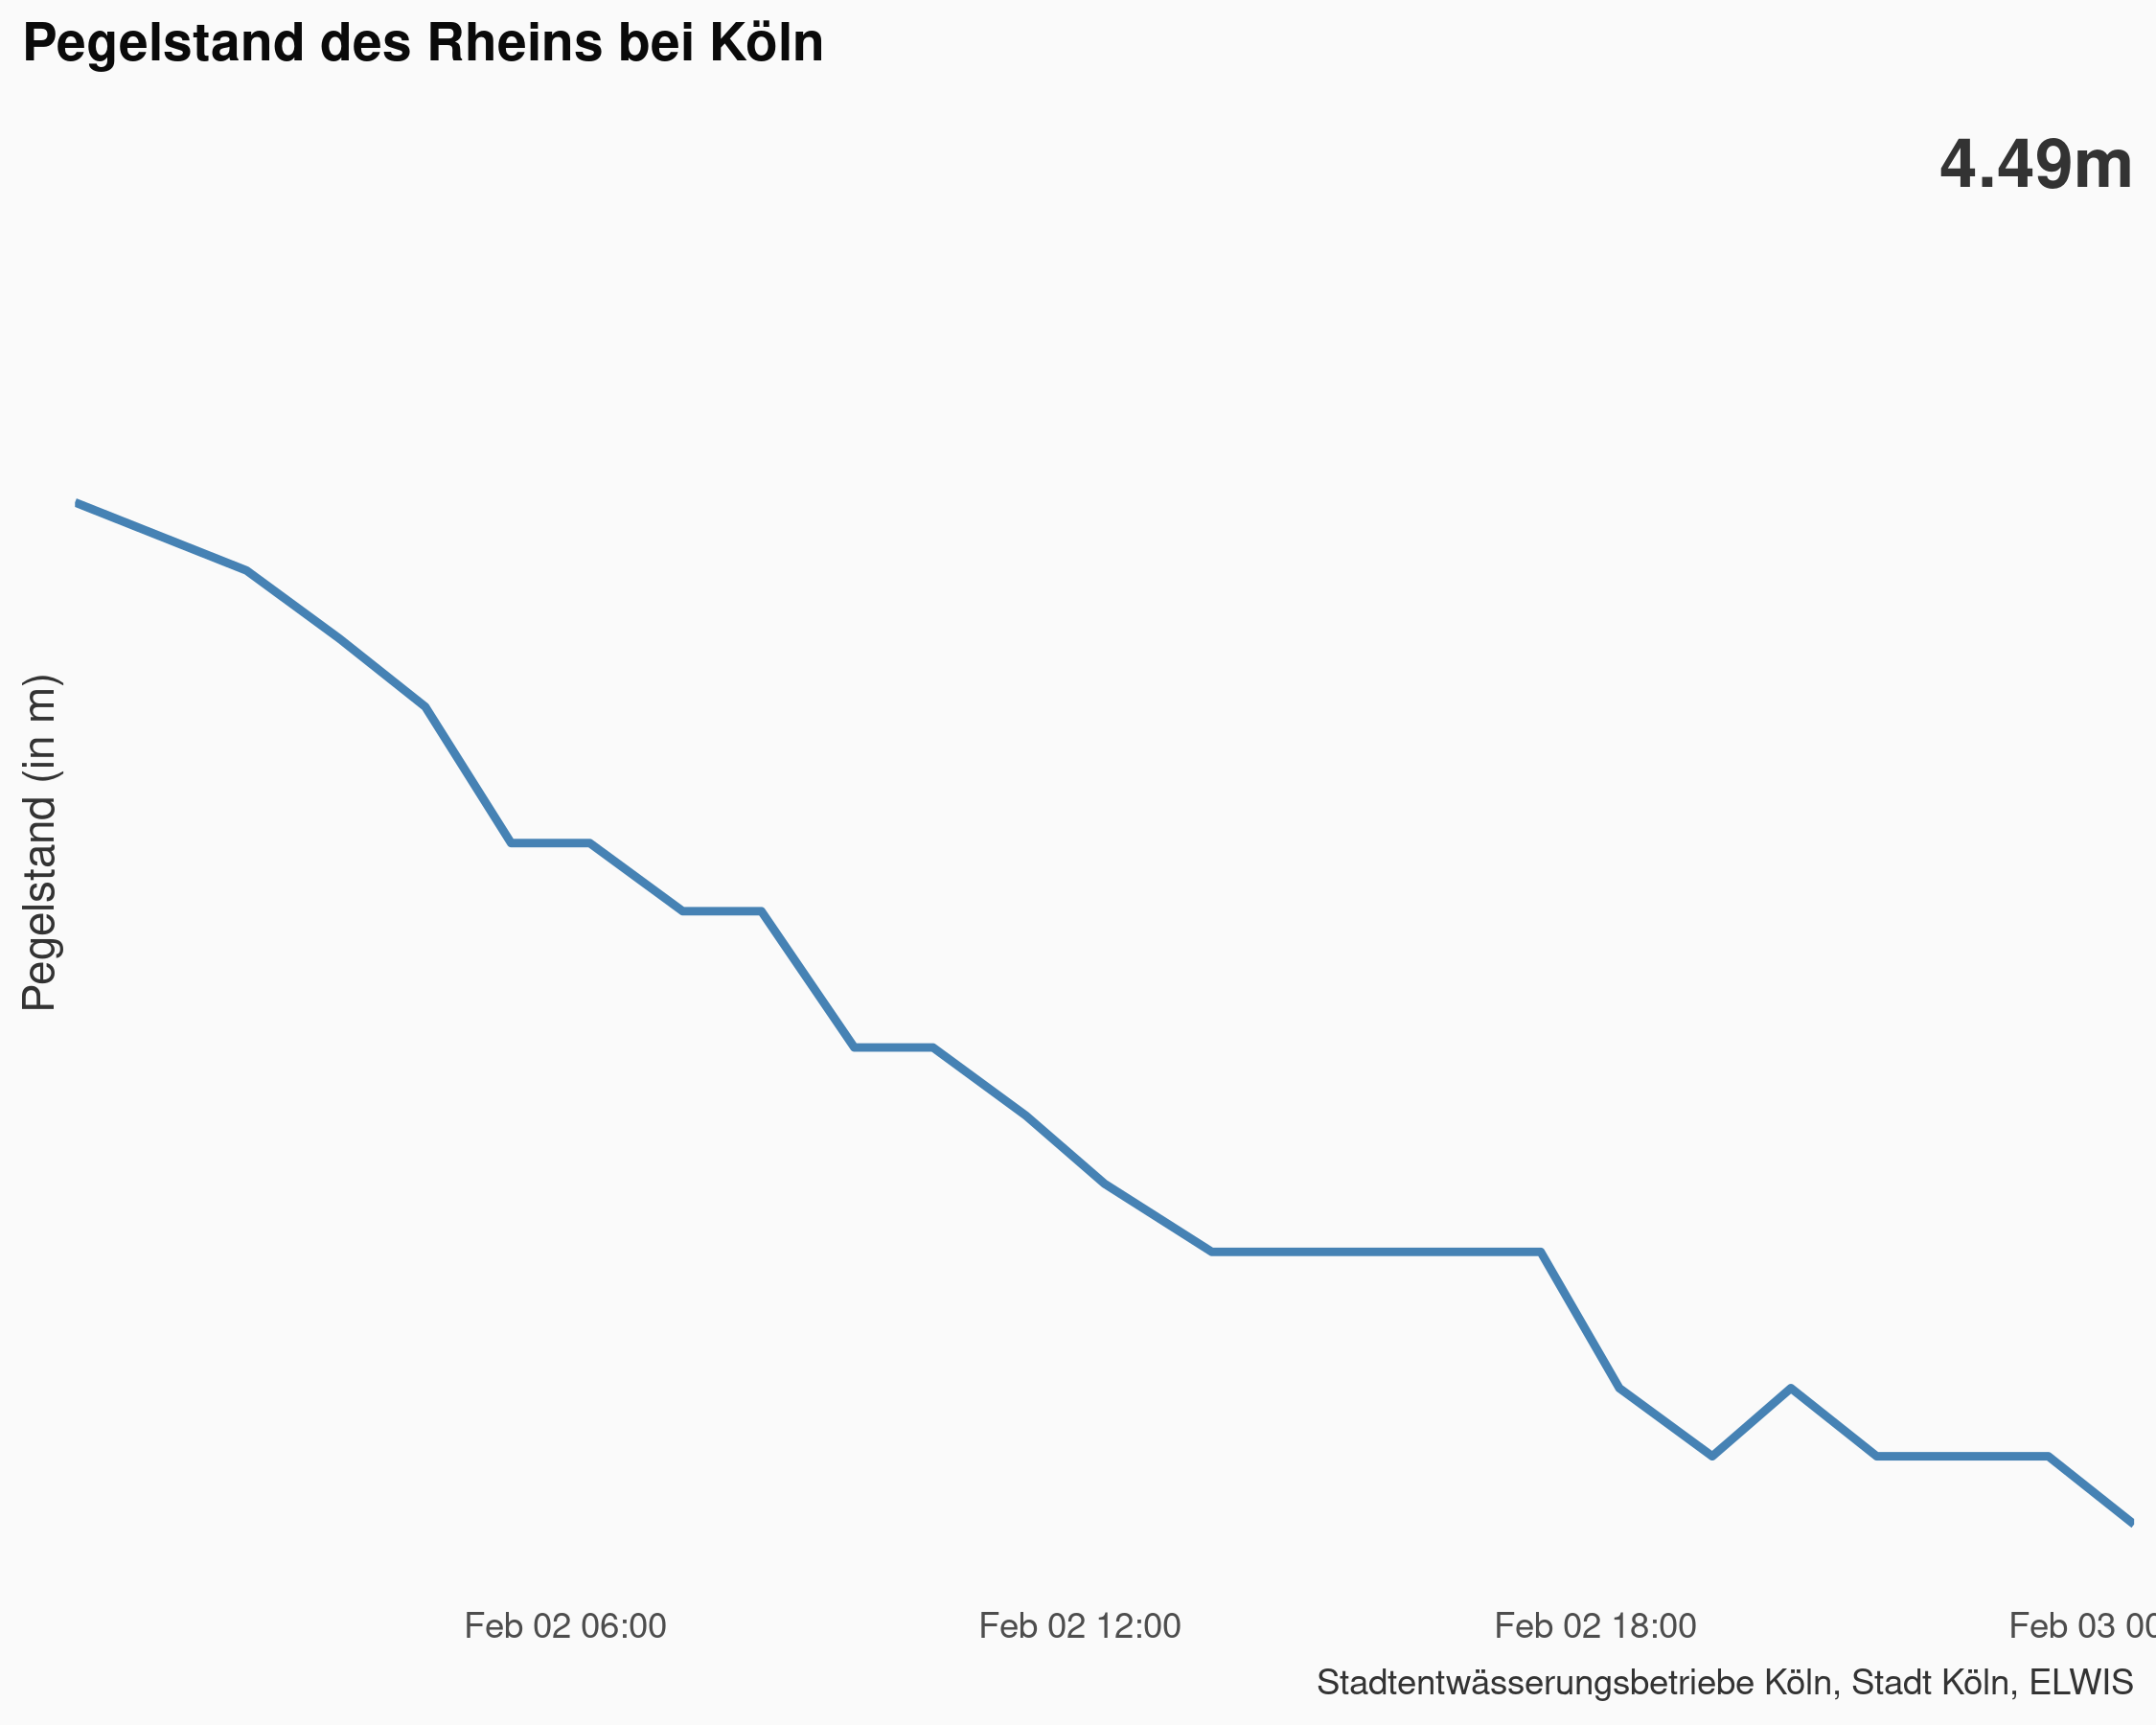 Pegelstand des Rheins bei Köln
4.49m
Pegelstand (in m)
Feb 02 06:00
Feb 02 12:00
Feb 02 18:00
Feb 03 00
Stadtentwässerungsbetriebe Köln, Stadt Köln, ELWIS